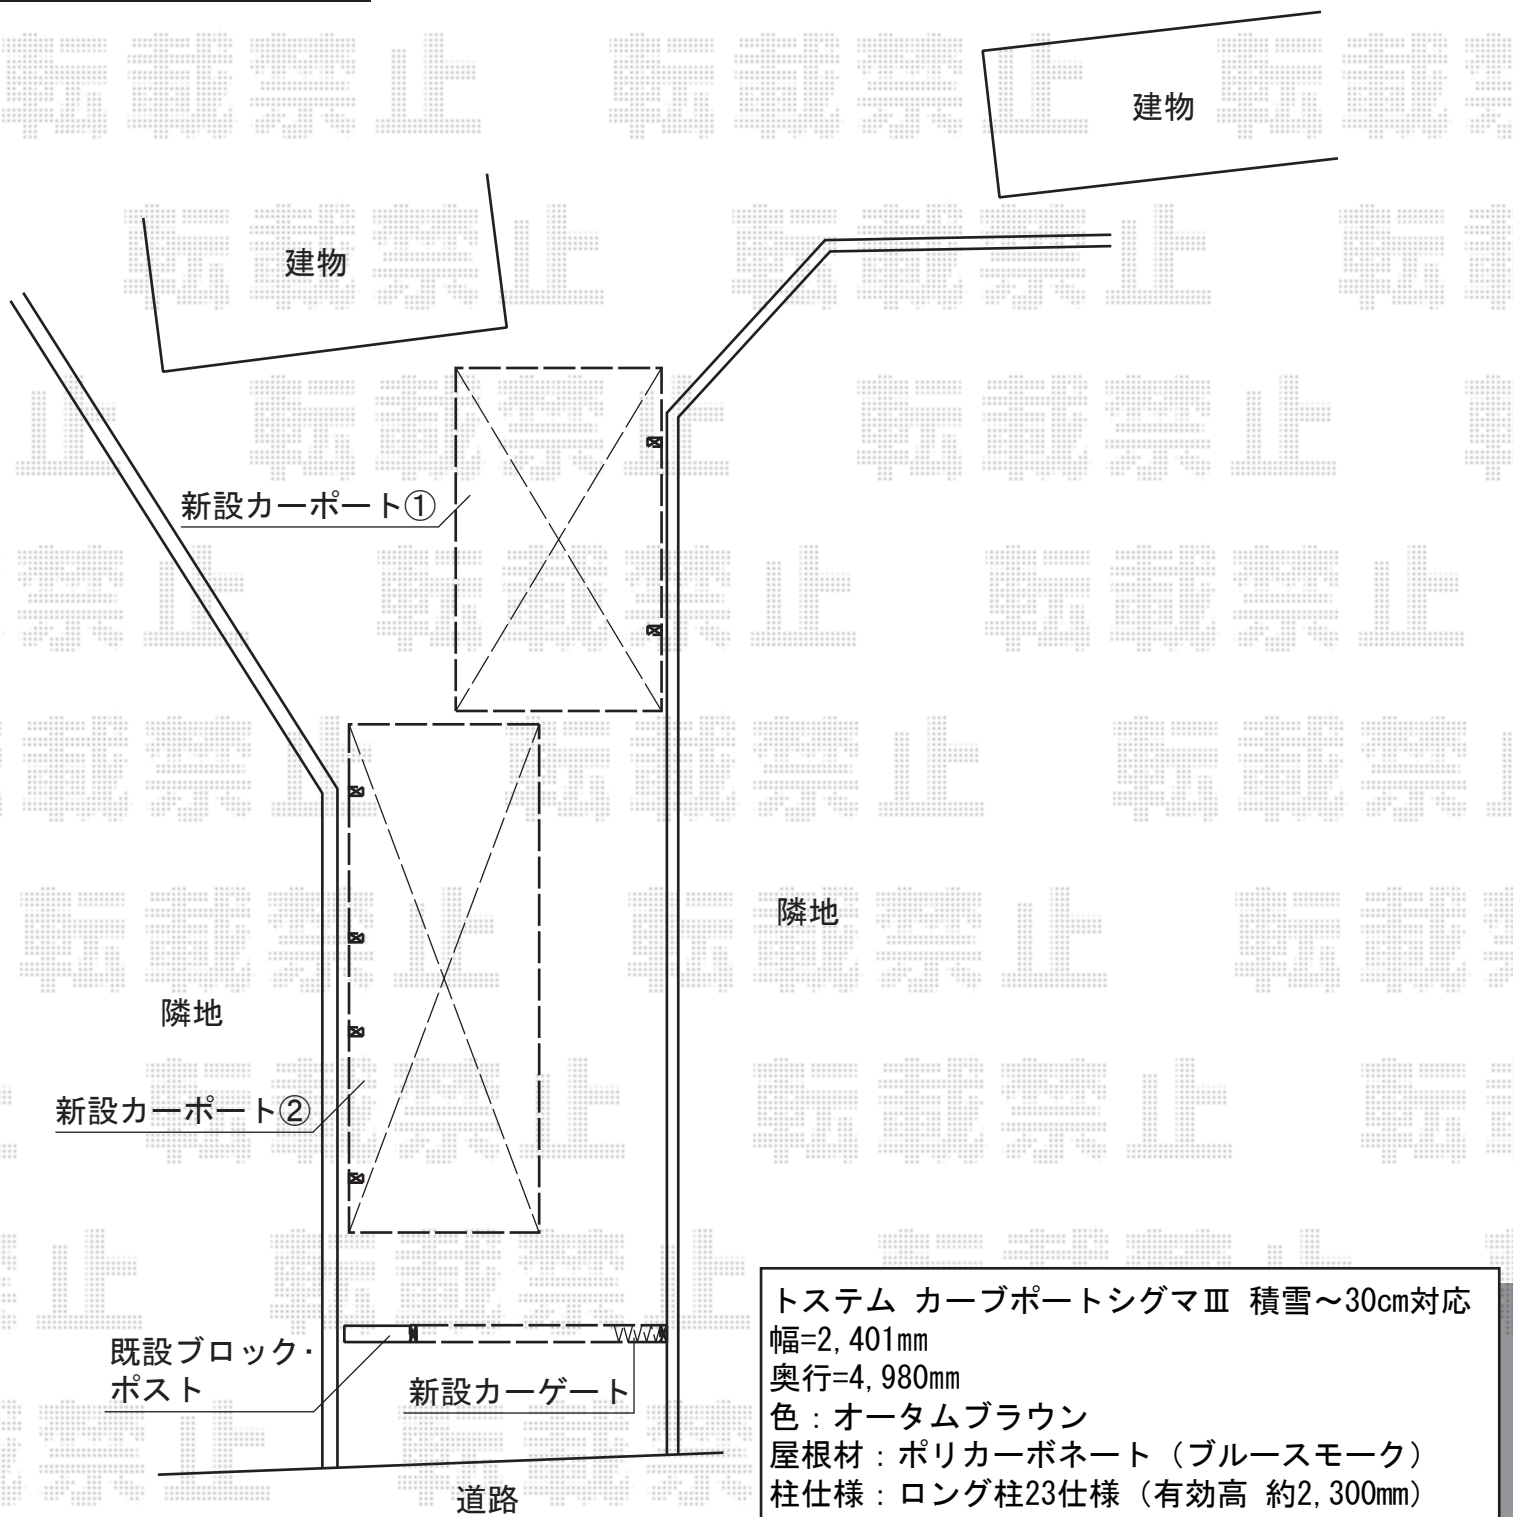 建物
建物
新設カーポート①
隣地
隣地
新設カーポート②
既設ブロック・
ポスト
新設カーゲート
道路
トステム カーブポートシグマⅢ 積雪～30cm対応
幅=2,401mm
奥行=4,980mm
色：オータムブラウン
屋根材：ポリカーボネート（ブルースモーク）
柱仕様：ロング柱23仕様（有効高 約2,300mm）
転載禁止